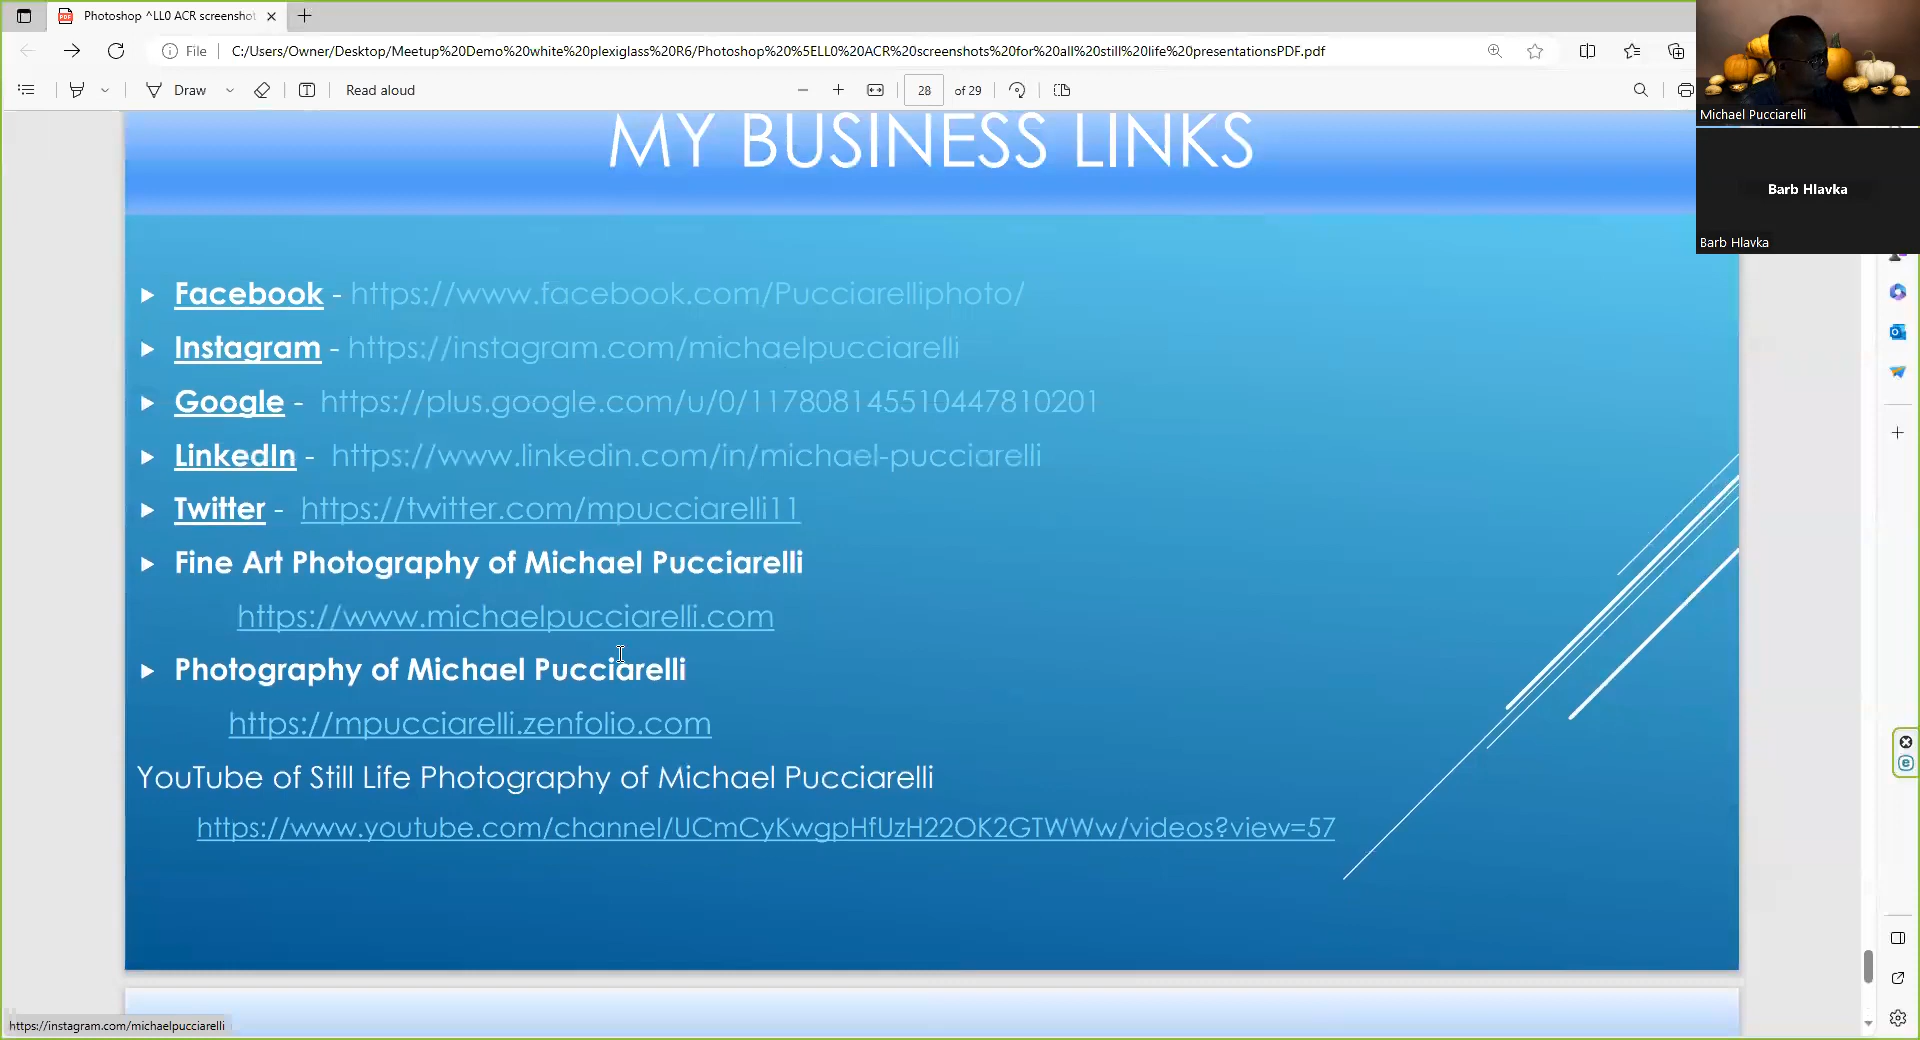 Photoshop ^LL0 ACR screenshot
File
C:/Users/Owner/Desktop/Meetup%20Demo%20white%20plexiglass%20R6/Photoshop%20%5ELL0%20ACR%20screenshots%20for%20all%20still%20life%20presentationsPDF.pdf
Draw
Read aloud
28 of 29
Michael Pucciarelli
Barb Hlavka
Barb Hlavka
MY BUSINESS LINKS
Facebook - https://www.facebook.com/Pucciarelliphoto/
Instagram - https://instagram.com/michaelpucciarelli
Google - https://plus.google.com/u/0/117808145510447810201
LinkedIn - https://www.linkedin.com/in/michael-pucciarelli
Twitter - https://twitter.com/mpucciarelli11
Fine Art Photography of Michael Pucciarelli
https://www.michaelpucciarelli.com
Photography of Michael Pucciarelli
https://mpucciarelli.zenfolio.com
YouTube of Still Life Photography of Michael Pucciarelli
https://www.youtube.com/channel/UCmCyKwgpHfUzH22OK2GTWWw/videos?view=57
https://instagram.com/michaelpucciarelli